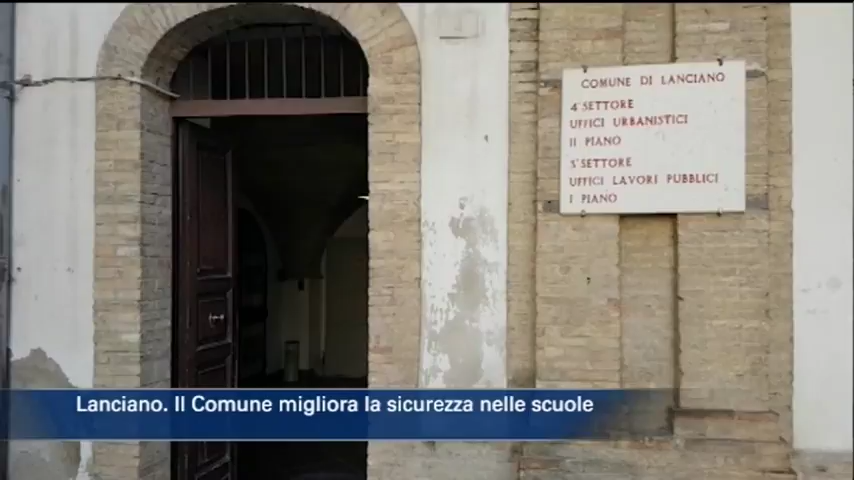 COMUNE DI LANCIANO
4° SETTORE
UFFICI URBANISTICI
II PIANO
3° SETTORE
UFFICI LAVORI PUBBLICI
I PIANO
Lanciano. Il Comune migliora la sicurezza nelle scuole